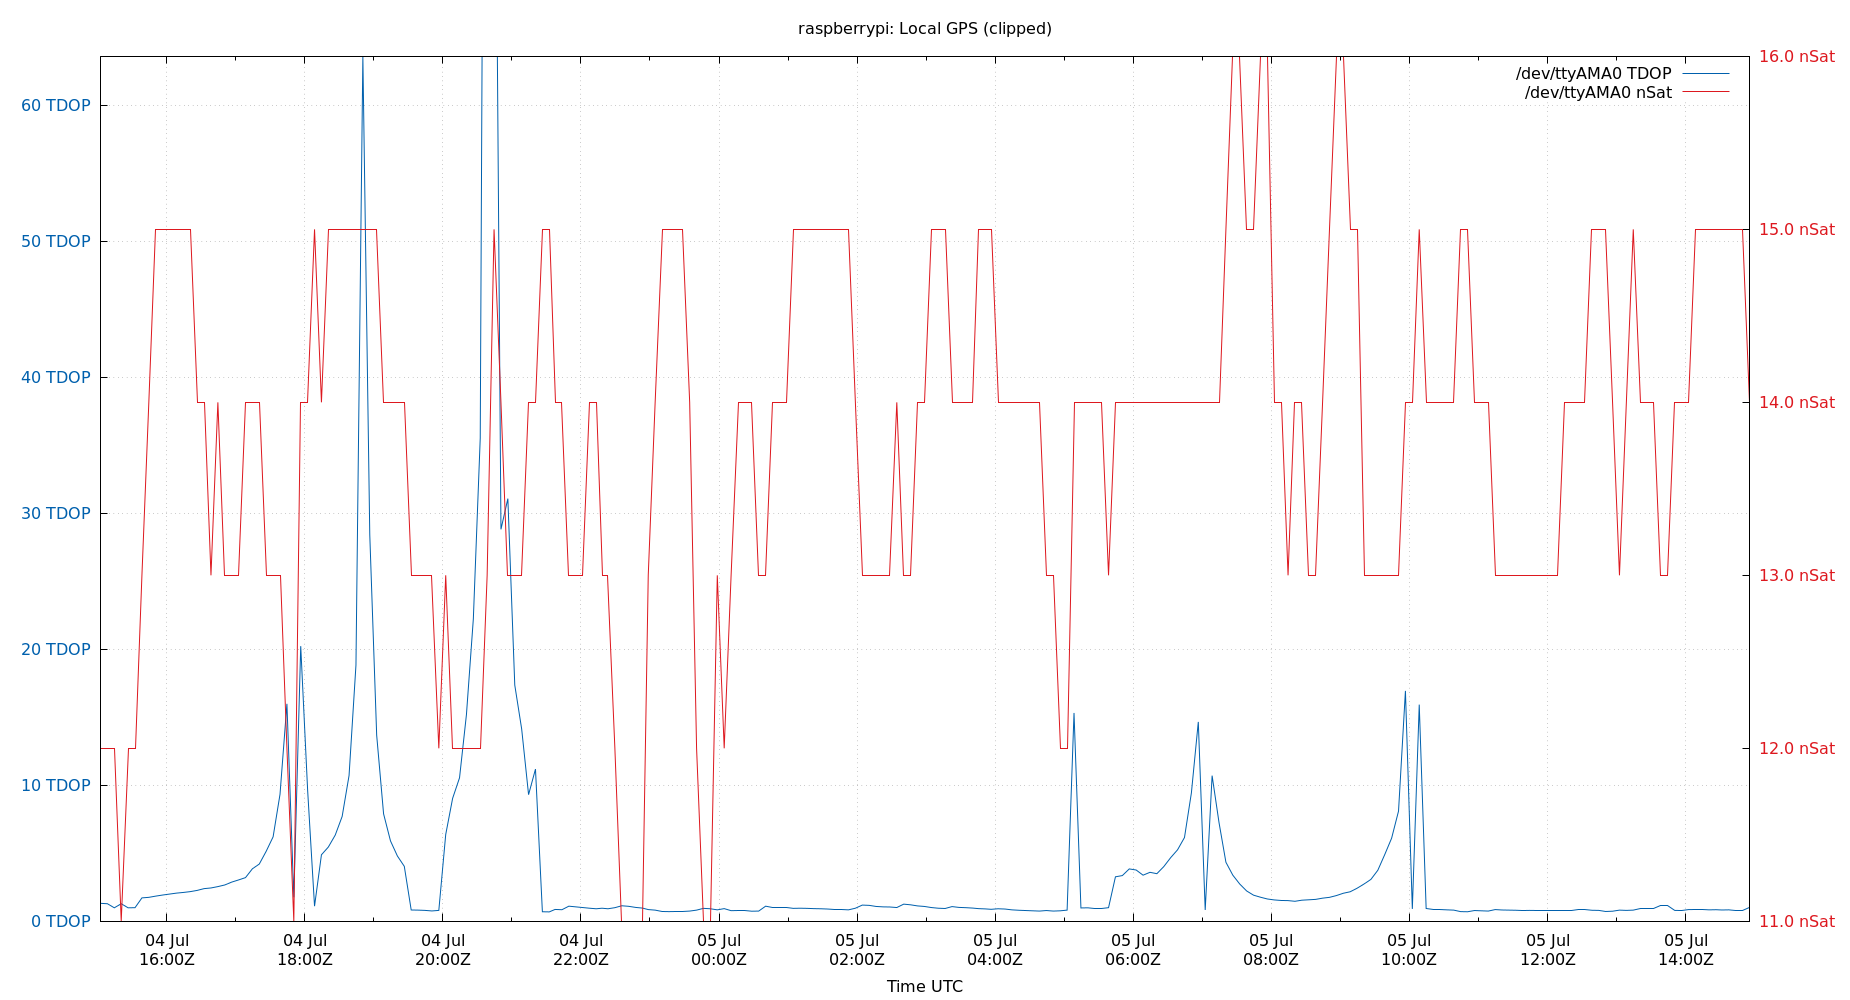 raspberrypi: Local GPS (clipped)
/dev/ttyAMA0 TDOP
/dev/ttyAMA0 nSat
60 TDOP
50 TDOP
40 TDOP
30 TDOP
20 TDOP
10 TDOP
0 TDOP
16.0 nSat
15.0 nSat
14.0 nSat
13.0 nSat
12.0 nSat
11.0 nSat
04 Jul
16:00Z
04 Jul
18:00Z
04 Jul
20:00Z
04 Jul
22:00Z
05 Jul
00:00Z
05 Jul
02:00Z
05 Jul
04:00Z
05 Jul
06:00Z
05 Jul
08:00Z
05 Jul
10:00Z
05 Jul
12:00Z
05 Jul
14:00Z
Time UTC